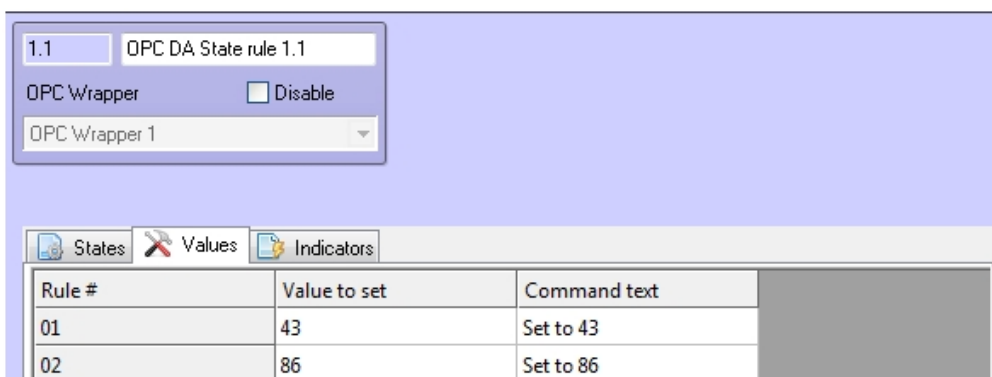 1.1 OPC DA State rule 1.1
OPC Wrapper Disable
OPC Wrapper 1
States Values Indicators
Rule # Value to set Command text
01 43 Set to 43
02 86 Set to 86